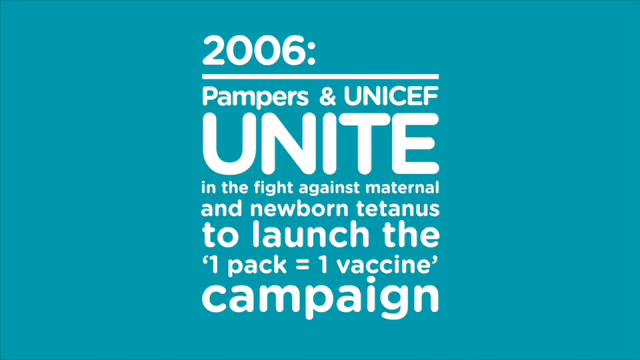 2006:
Pampers & UNICEF
UNITE
in the fight against maternal
and newborn tetanus
to launch the
‘1 pack = 1 vaccine’
campaign